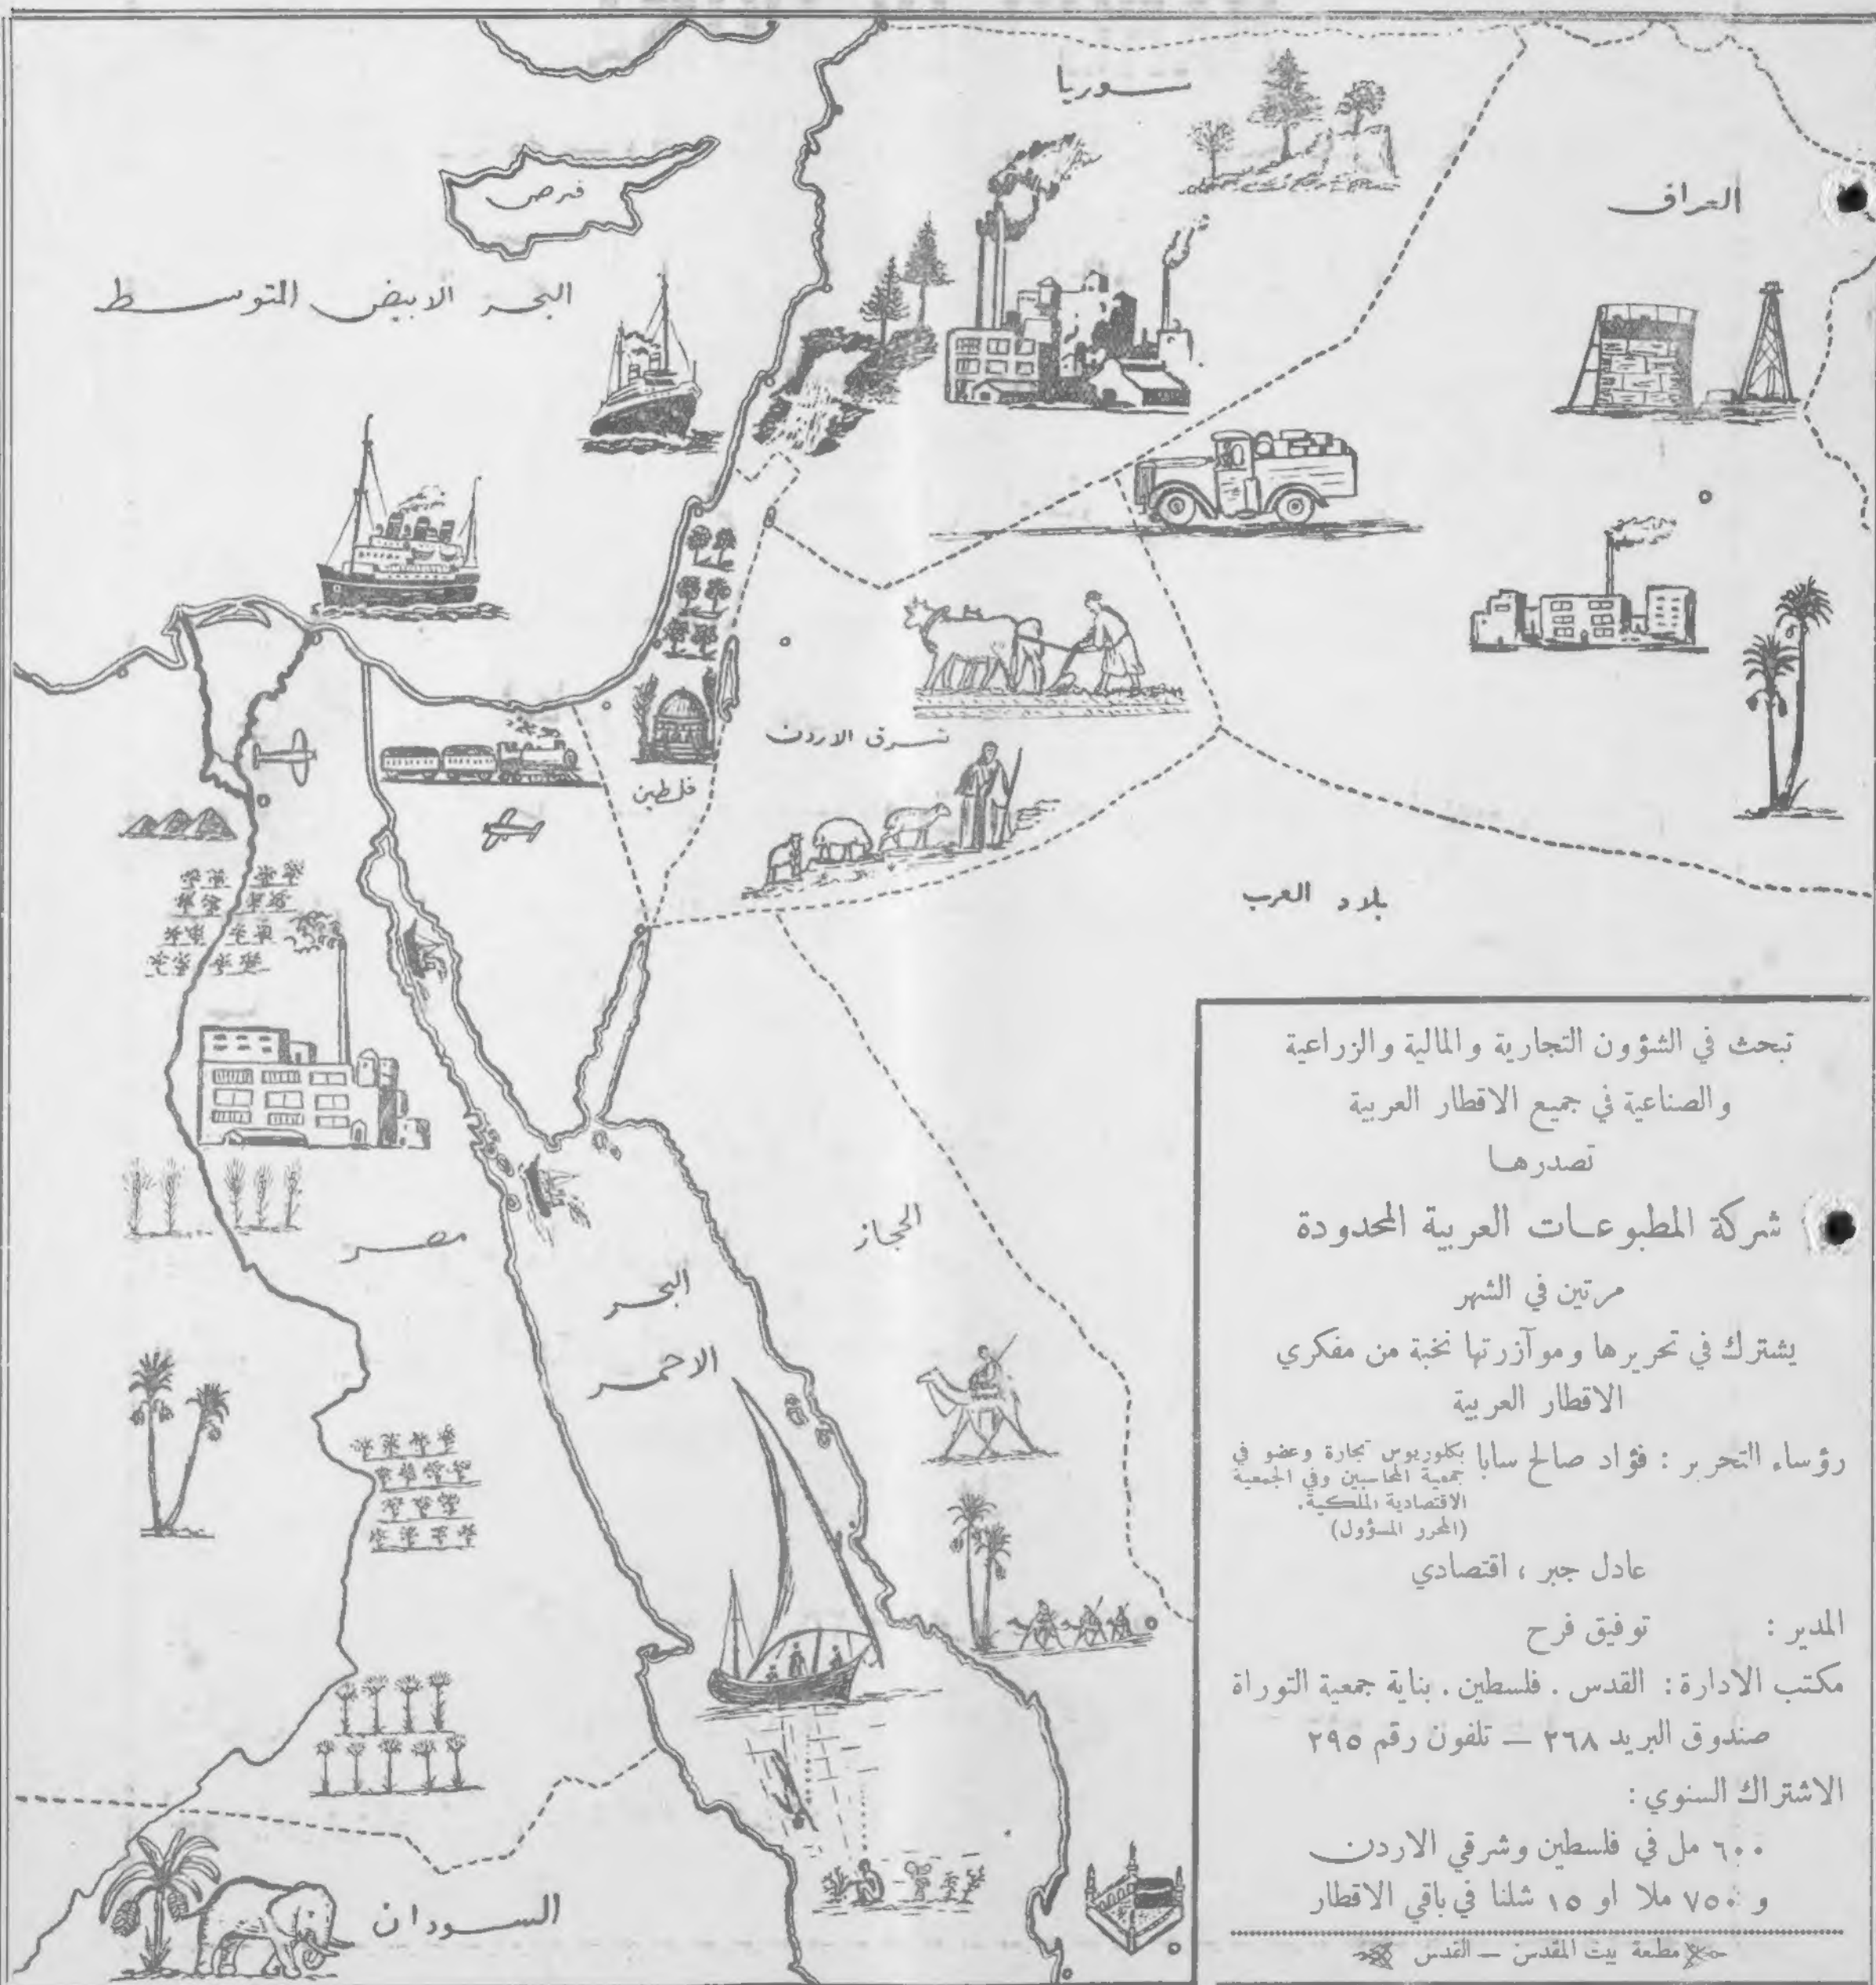 سوريا
العراق
قبرص
البحر الابيض المتوسط
شرق الاردن
فلسطين
بلاد العرب
الحجاز
مصر
البحر
الاحمر
السودان
تبحث في الشؤون التجارية والمالية والزراعية
والصناعية في جميع الاقطار العربية
تصدرها
شركة المطبوعات العربية المحدودة
مرتين في الشهر
يشترك في تحريرها وموآزرتها نخبة من مفكري
الاقطار العربية
رؤساء التحرير : فؤاد صالح سابا بكلوريوس تجارة وعضو في
جمعية المحاسبين وفي الجمعية
الاقتصادية الملكية.
(المحرر المسؤول)
عادل جبر ، اقتصادي
المدير : توفيق فرح
مكتب الادارة : القدس . فلسطين . بناية جمعية التوراة
صندوق البريد ٢٦٨ — تلفون رقم ٢٩٥
الاشتراك السنوي :
٦٠٠ مل في فلسطين وشرقي الاردن
و ٧٥٠ ملا او ١٥ شلنا في باقي الاقطار
مطبعة بيت المقدس — القدس